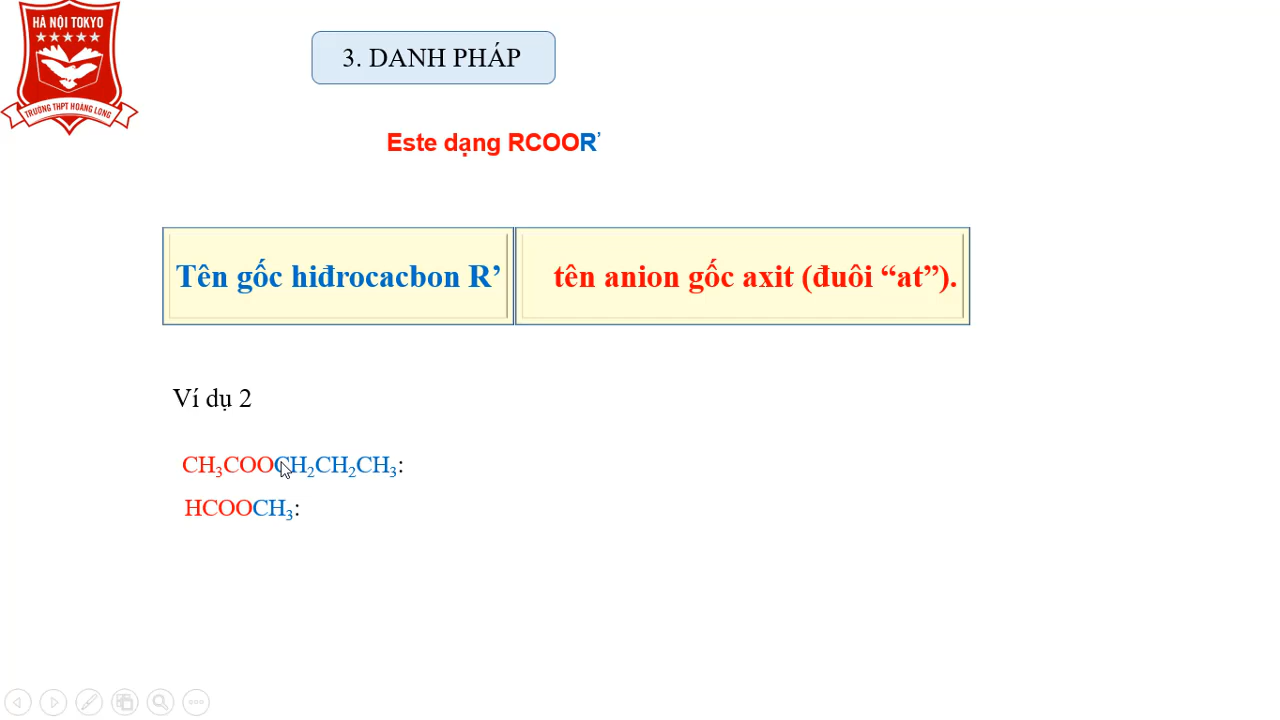 HÀ NỘI TOKYO
TRƯỜNG THPT HOÀNG LONG
3. DANH PHÁP
Este dạng RCOOR’
Tên gốc hiđrocacbon R’ tên anion gốc axit (đuôi “at”).
Ví dụ 2
CH₃COOCH₂CH₂CH₃:
HCOOCH₃: